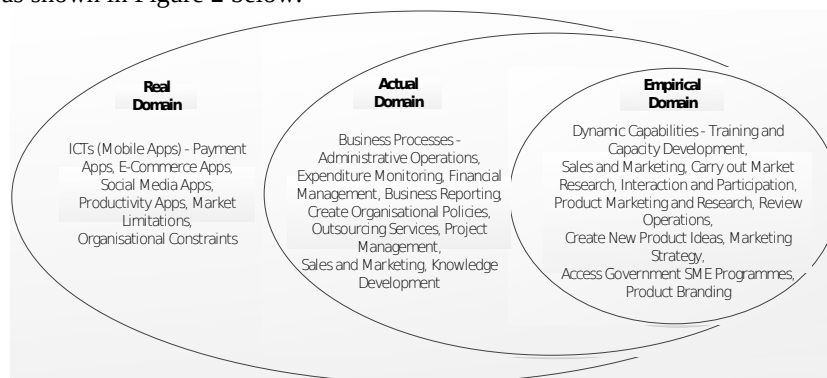 as shown in Figure 2 below:
Real
Domain
ICTs (Mobile Apps) - Payment
Apps, E-Commerce Apps,
Social Media Apps,
Productivity Apps, Market
Limitations,
Organisational Constraints
Actual
Domain
Business Processes -
Administrative Operations,
Expenditure Monitoring, Financial
Management, Business Reporting,
Create Organisational Policies,
Outsourcing Services, Project
Management,
Sales and Marketing, Knowledge
Development
Empirical
Domain
Dynamic Capabilities - Training and
Capacity Development,
Sales and Marketing, Carry out Market
Research, Interaction and Participation,
Product Marketing and Research, Review
Operations,
Create New Product Ideas, Marketing
Strategy,
Access Government SME Programmes,
Product Branding